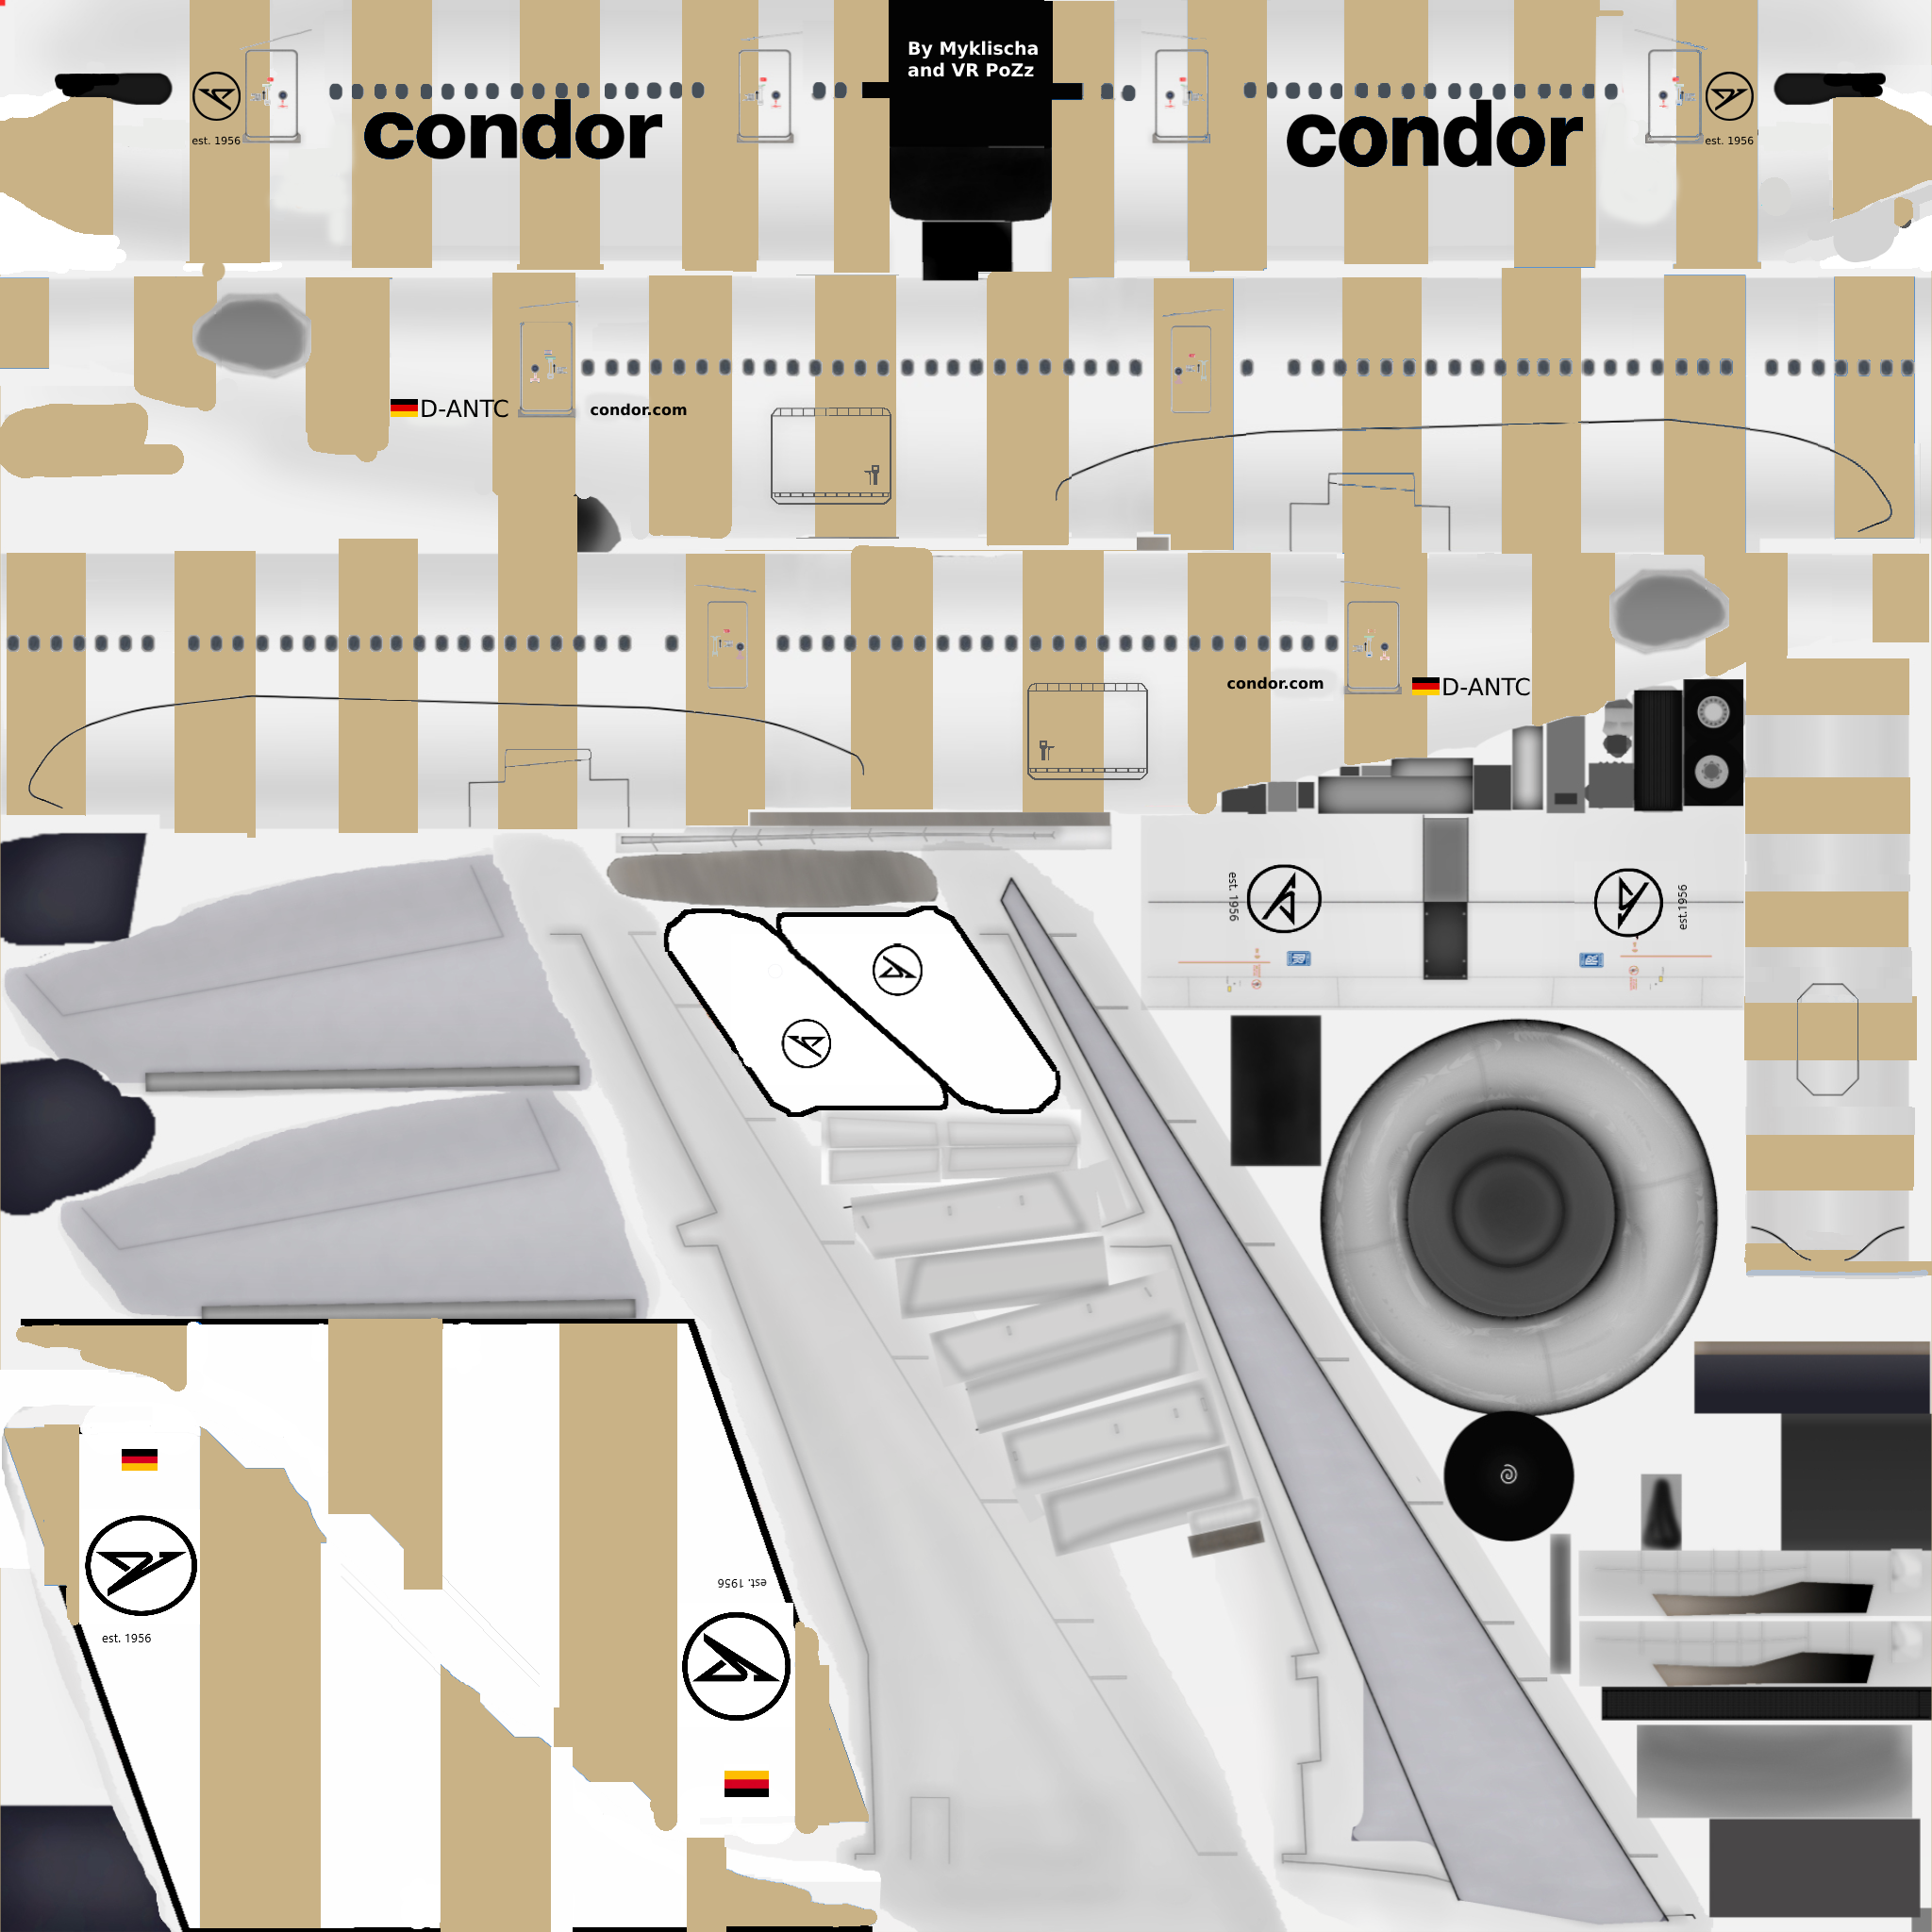 By Myklischa
and VR PoZz
est. 1956
condor
condor
est. 1956
D-ANTC
condor.com
condor.com
D-ANTC
est. 1956
est.1956
est. 1956
est. 1956